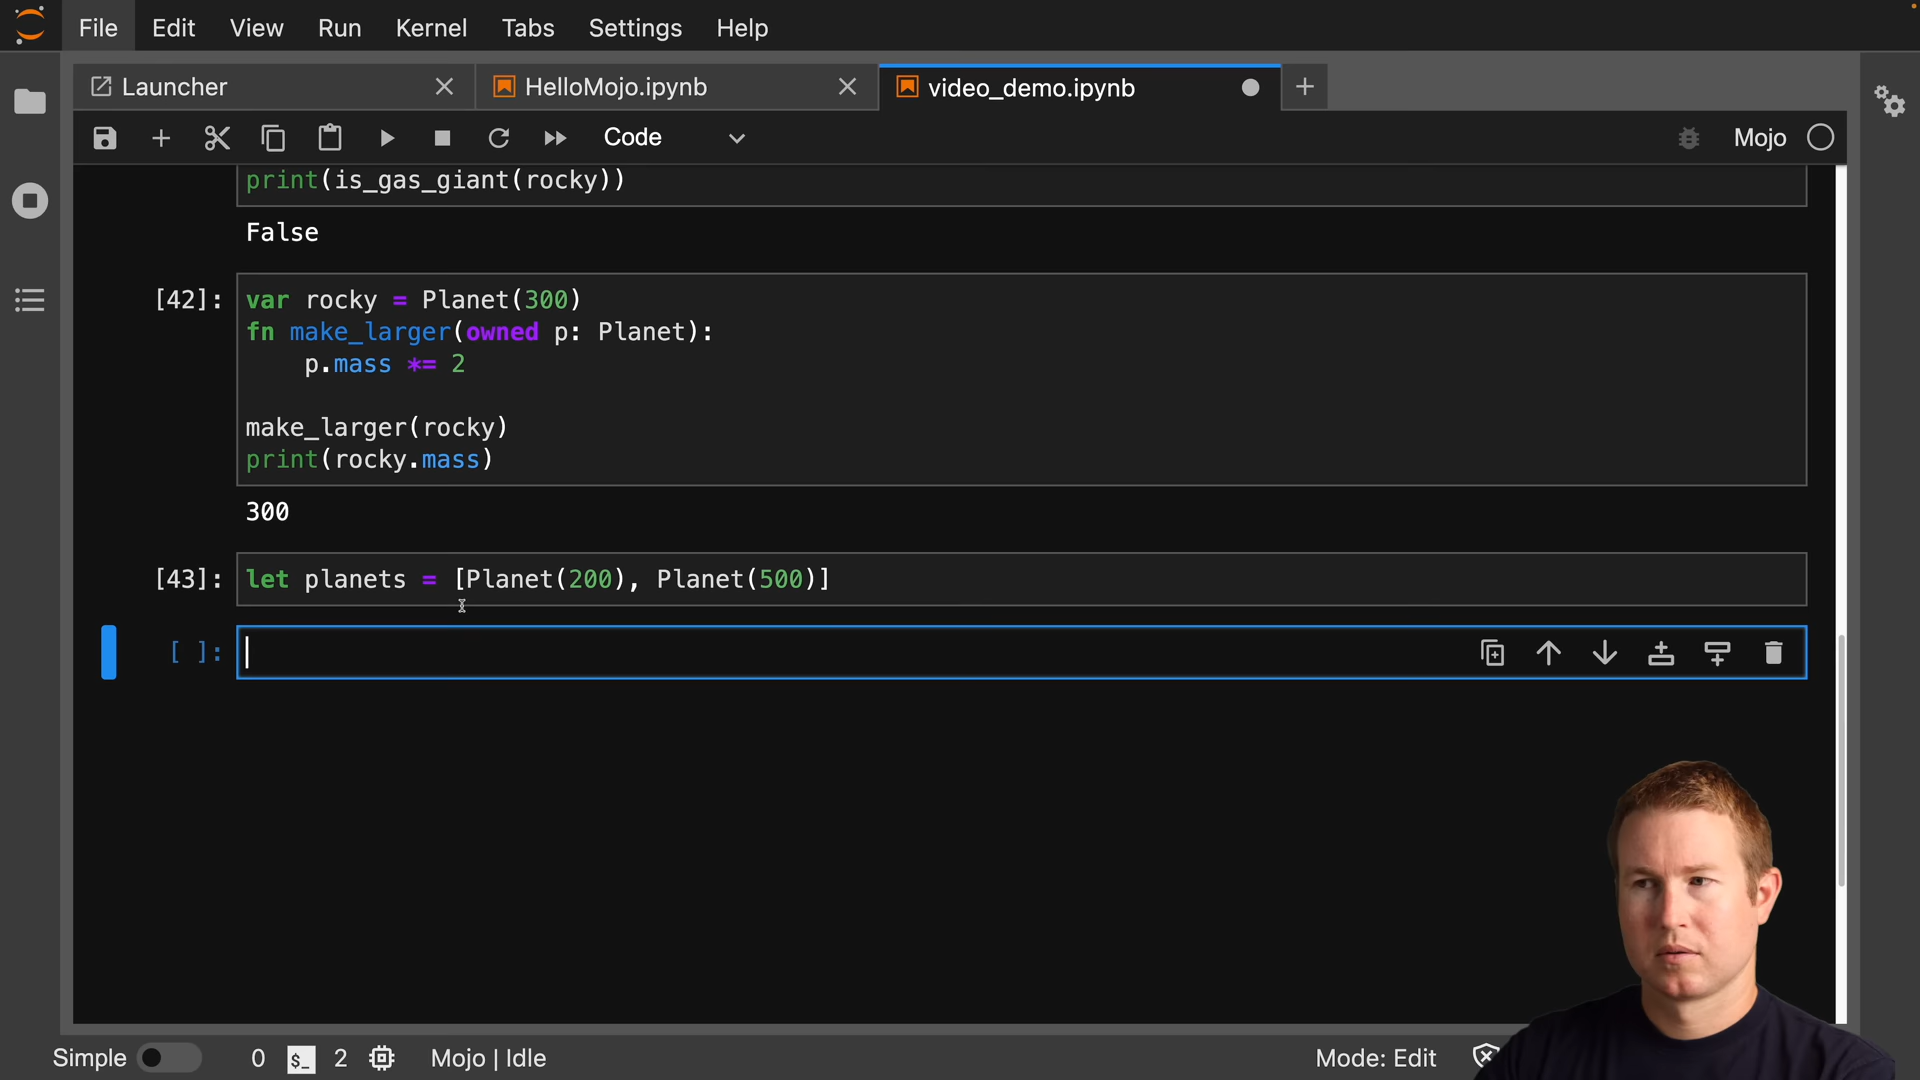 File Edit View Run Kernel Tabs Settings Help
Launcher HelloMojo.ipynb video_demo.ipynb
Code Mojo
print(is_gas_giant(rocky))
False
[42]: var rocky = Planet(300)
fn make_larger(owned p: Planet):
p.mass *= 2
make_larger(rocky)
print(rocky.mass)
300
[43]: let planets = [Planet(200), Planet(500)]
[ ]:
Simple 0 $_ 2 Mojo | Idle Mode: Edit